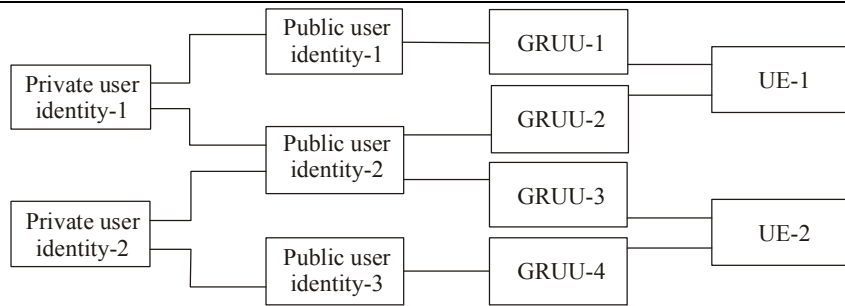 Private user
identity-1
Private user
identity-2
Public user
identity-1
Public user
identity-2
Public user
identity-3
GRUU-1
GRUU-2
GRUU-3
GRUU-4
UE-1
UE-2